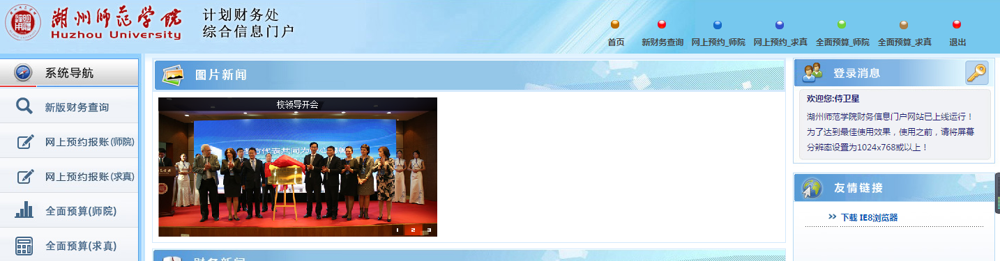 湖州师范学院
Huzhou University
计划财务处
综合信息门户
首页
新财务查询
网上预约_师院
网上预约_求真
全面预算_师院
全面预算_求真
退出
系统导航
新版财务查询
网上预约报账(师院)
网上预约报账(求真)
全面预算(师院)
全面预算(求真)
图片新闻
校领导开会
代表共同为
1 2 3
财务新闻
登录消息
欢迎您:侍卫星
湖州师范学院财务信息门户网站已上线运行！
为了达到最佳使用效果，使用之前，请将屏幕
分辨率设置为1024x768或以上！
友情链接
下载 IE8浏览器